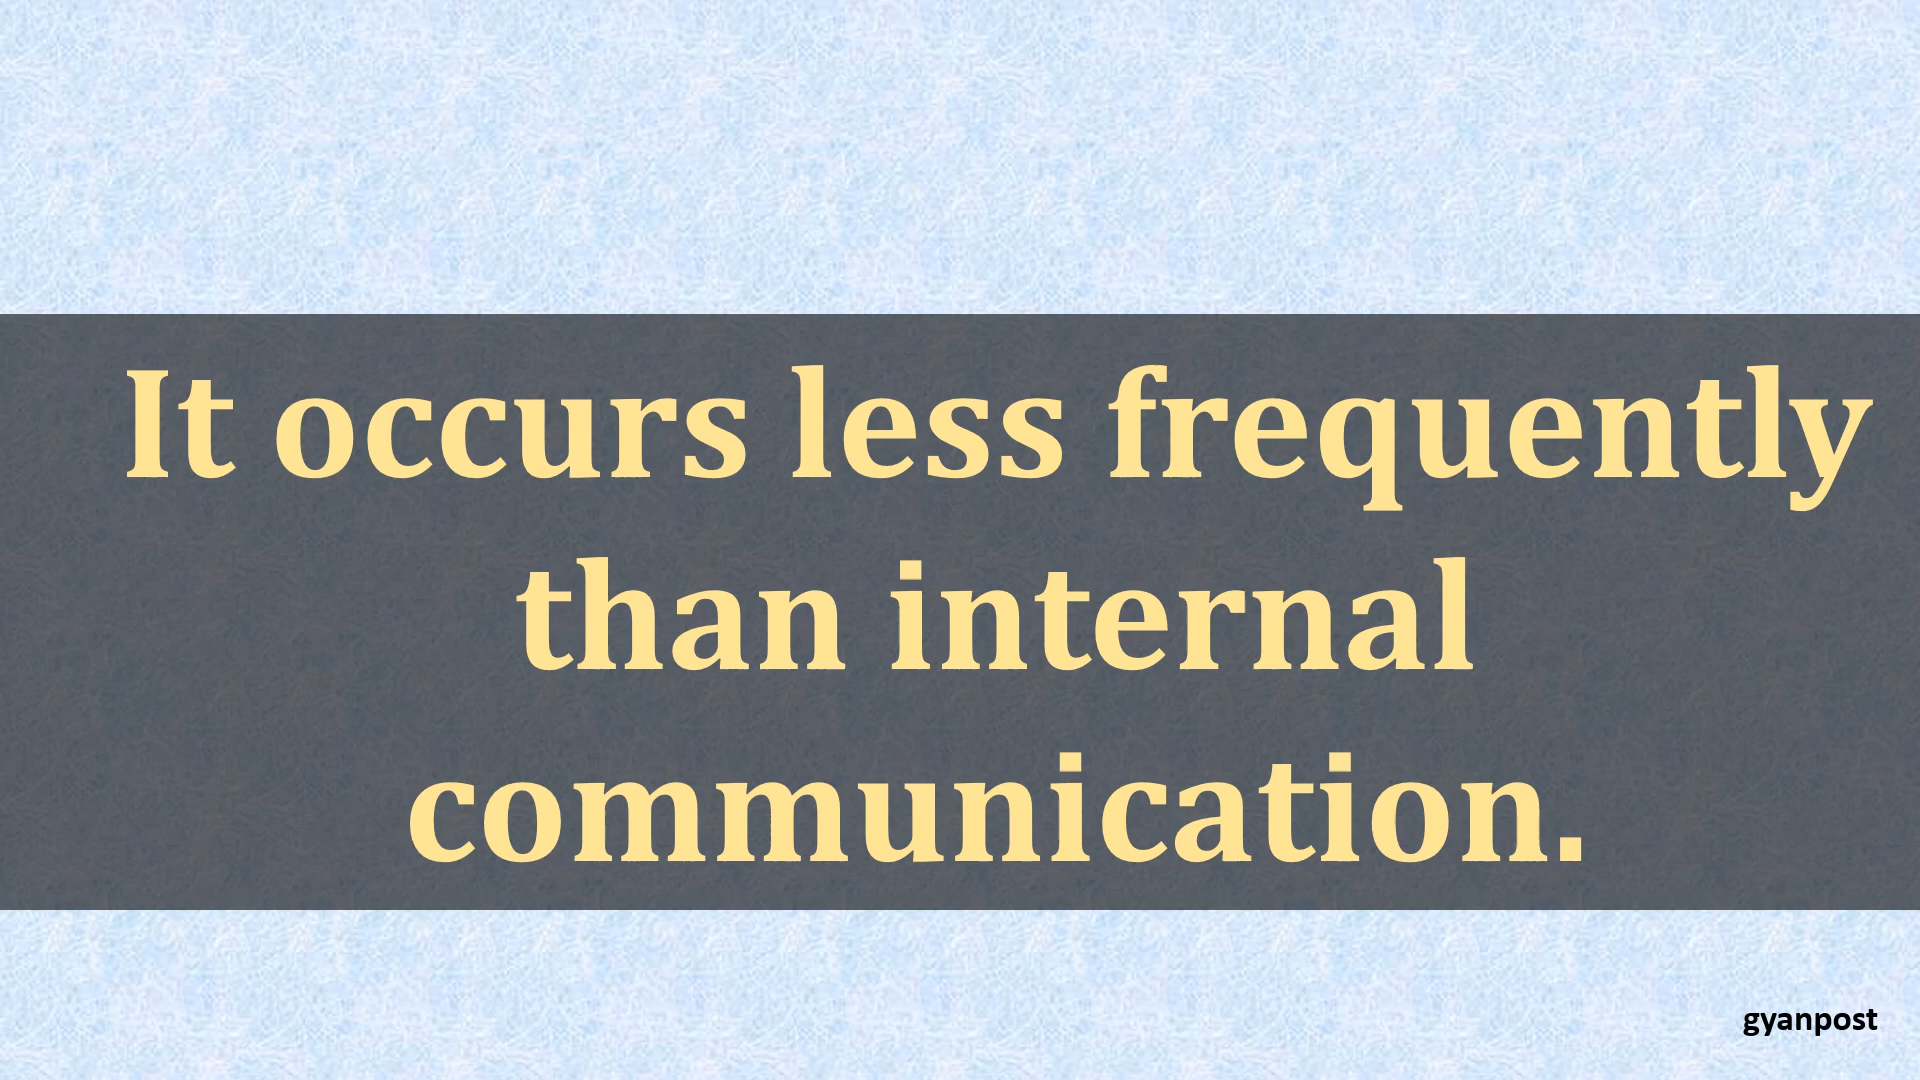 It occurs less frequently
than internal
communication.
gyanpost